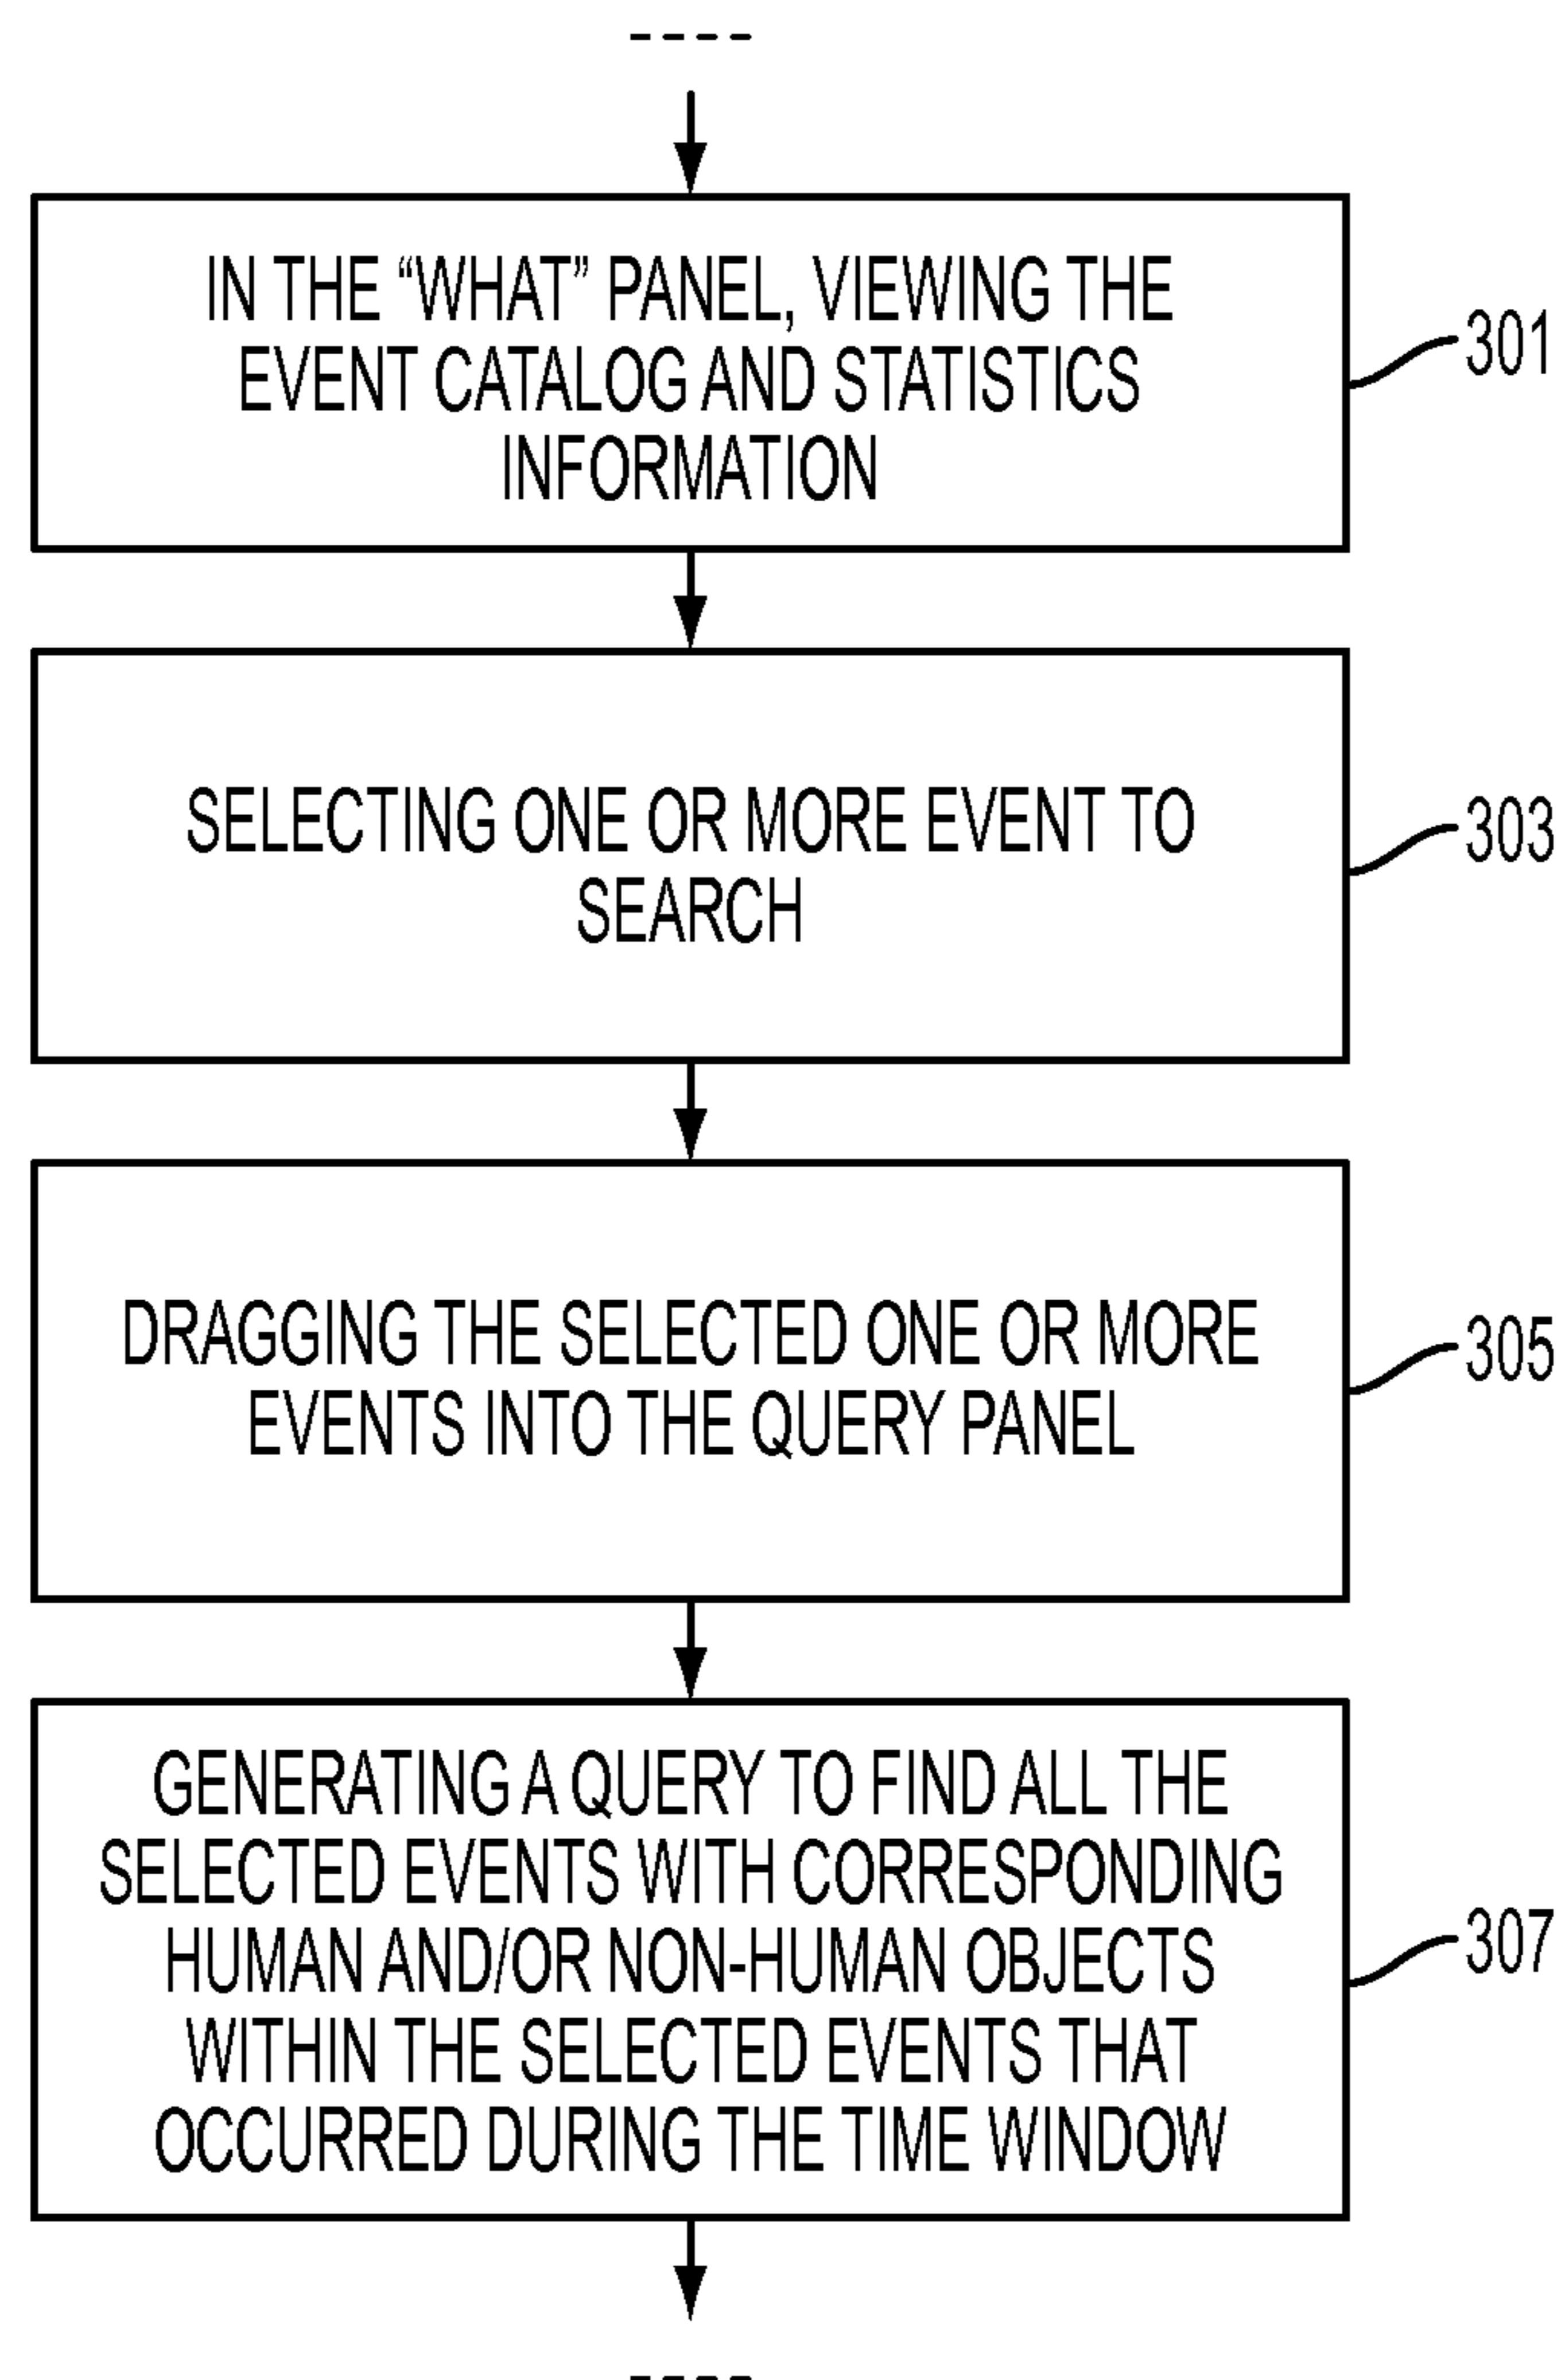 IN THE “WHAT” PANEL, VIEWING THE
EVENT CATALOG AND STATISTICS
INFORMATION
301
SELECTING ONE OR MORE EVENT TO
SEARCH
303
DRAGGING THE SELECTED ONE OR MORE
EVENTS INTO THE QUERY PANEL
305
GENERATING A QUERY TO FIND ALL THE
SELECTED EVENTS WITH CORRESPONDING
HUMAN AND/OR NON-HUMAN OBJECTS
WITHIN THE SELECTED EVENTS THAT
OCCURRED DURING THE TIME WINDOW
307